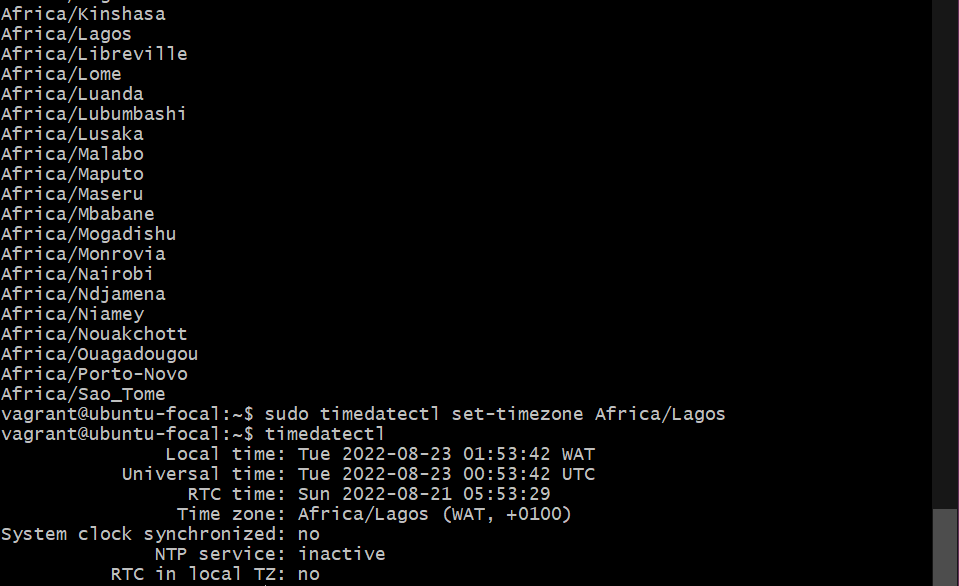 Africa/Kinshasa
Africa/Lagos
Africa/Libreville
Africa/Lome
Africa/Luanda
Africa/Lubumbashi
Africa/Lusaka
Africa/Malabo
Africa/Maputo
Africa/Maseru
Africa/Mbabane
Africa/Mogadishu
Africa/Monrovia
Africa/Nairobi
Africa/Ndjamena
Africa/Niamey
Africa/Nouakchott
Africa/Ouagadougou
Africa/Porto-Novo
Africa/Sao_Tome
vagrant@ubuntu-focal:~$ sudo timedatectl set-timezone Africa/Lagos
vagrant@ubuntu-focal:~$ timedatectl
Local time: Tue 2022-08-23 01:53:42 WAT
Universal time: Tue 2022-08-23 00:53:42 UTC
RTC time: Sun 2022-08-21 05:53:29
Time zone: Africa/Lagos (WAT, +0100)
System clock synchronized: no
NTP service: inactive
RTC in local TZ: no